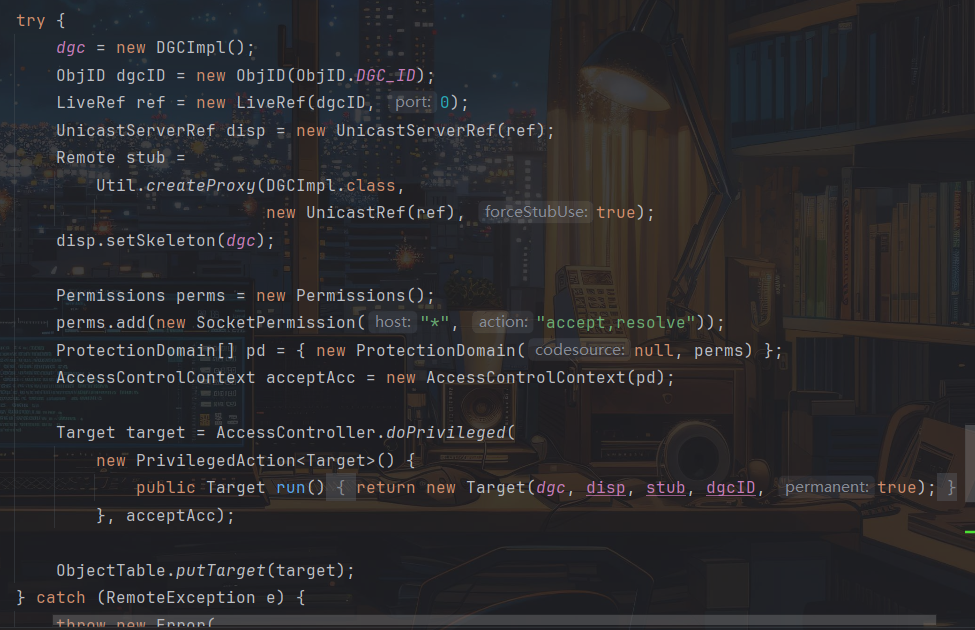 try {
    dgc = new DGCImpl();
    ObjID dgcID = new ObjID(ObjID.DGC_ID);
    LiveRef ref = new LiveRef(dgcID, port: 0);
    UnicastServerRef disp = new UnicastServerRef(ref);
    Remote stub =
        Util.createProxy(DGCImpl.class,
                         new UnicastRef(ref), forceStubUse: true);
    disp.setSkeleton(dgc);

    Permissions perms = new Permissions();
    perms.add(new SocketPermission( host: "*", action: "accept,resolve"));
    ProtectionDomain[] pd = { new ProtectionDomain( codesource: null, perms) };
    AccessControlContext acceptAcc = new AccessControlContext(pd);

    Target target = AccessController.doPrivileged(
        new PrivilegedAction<Target>() {
            public Target run() { return new Target(dgc, disp, stub, dgcID, permanent: true); }
        }, acceptAcc);

    ObjectTable.putTarget(target);
} catch (RemoteException e) {
    throw new Error(